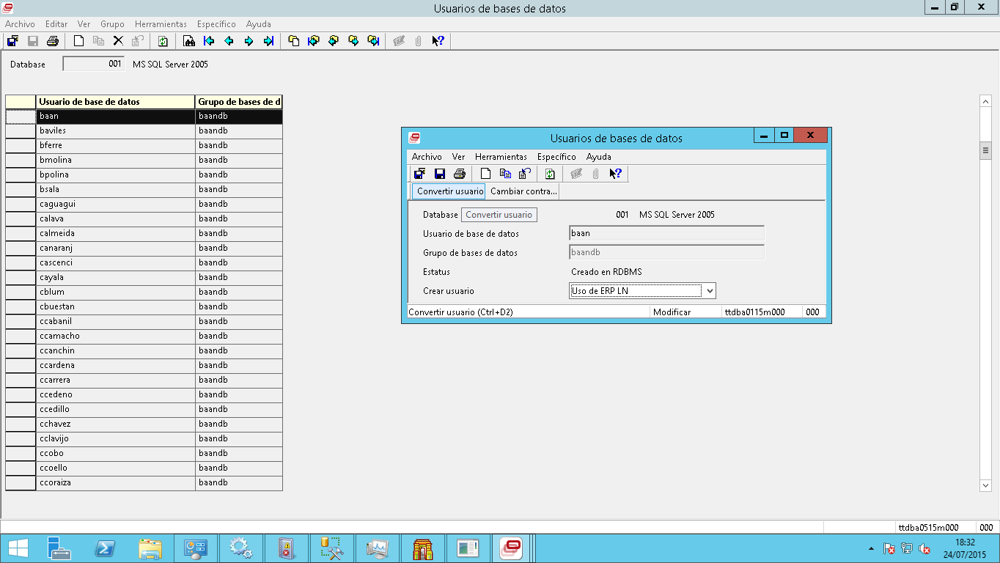 Usuarios de bases de datos
Archivo Editar Ver Grupo Herramientas Específico Ayuda
Database 001 MS SQL Server 2005
Usuario de base de datos Grupo de bases de d
baan baandb
baviles baandb
bferre baandb
bmolina baandb
bpolina baandb
bsala baandb
caguagui baandb
calava baandb
calmeida baandb
canaranj baandb
cascenci baandb
cayala baandb
cblum baandb
cbuestan baandb
ccabanil baandb
ccamacho baandb
ccanchin baandb
ccardena baandb
ccarrera baandb
ccedeno baandb
ccedillo baandb
cchavez baandb
cclavijo baandb
ccobo baandb
ccoello baandb
ccoraiza baandb
Usuarios de bases de datos
Archivo Ver Herramientas Específico Ayuda
Convertir usuario Cambiar contra...
Database Convertir usuario 001 MS SQL Server 2005
Usuario de base de datos baan
Grupo de bases de datos baandb
Estatus Creado en RDBMS
Crear usuario Uso de ERP LN
Convertir usuario (Ctrl+D2) Modificar ttdba0115m000 000
ttdba0515m000 000
18:32
24/07/2015